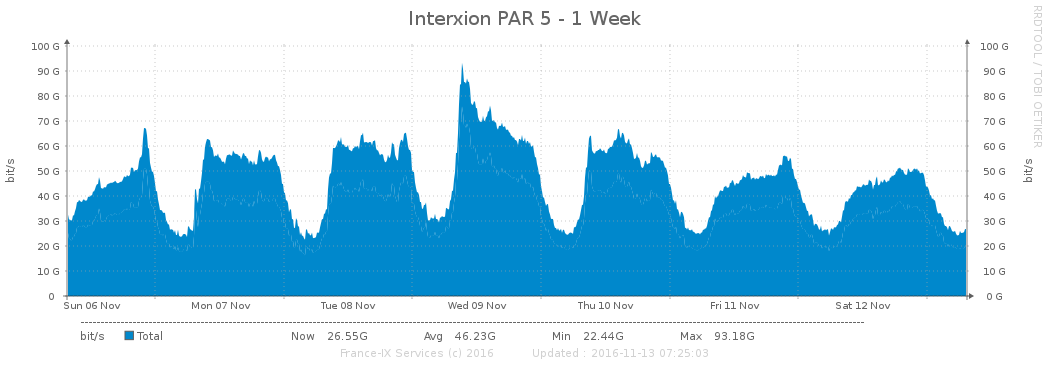 Interxion PAR 5 - 1 Week
RRDTOOL / TOBI OETIKER
bit/s
bit/s
100 G 100 G
90 G 90 G
80 G 80 G
70 G 70 G
60 G 60 G
50 G 50 G
40 G 40 G
30 G 30 G
20 G 20 G
10 G 10 G
0 0 G
Sun 06 Nov Mon 07 Nov Tue 08 Nov Wed 09 Nov Thu 10 Nov Fri 11 Nov Sat 12 Nov
bit/s Total Now 26.55G Avg 46.23G Min 22.44G Max 93.18G
France-IX Services (c) 2016 Updated : 2016-11-13 07:25:03